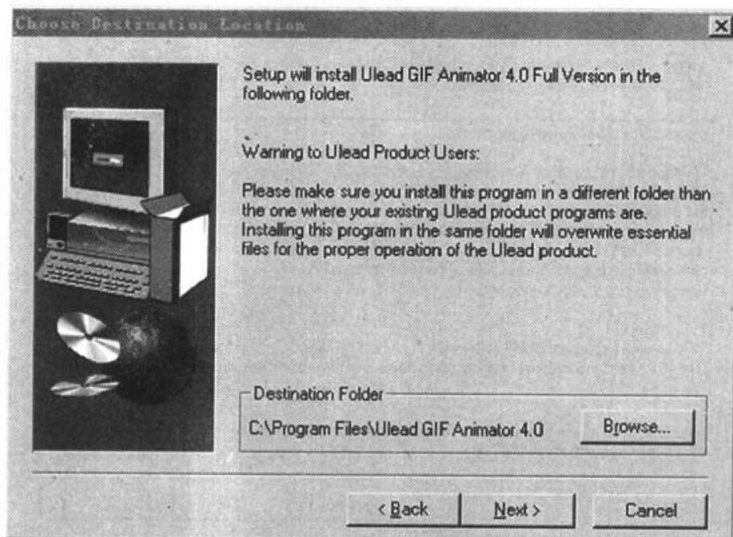 Choose Destination Location
Setup will install Ulead GIF Animator 4.0 Full Version in the
following folder.
Warning to Ulead Product Users:
Please make sure you install this program in a different folder than
the one where your existing Ulead product programs are.
Installing this program in the same folder will overwrite essential
files for the proper operation of the Ulead product.
Destination Folder
C:\Program Files\Ulead GIF Animator 4.0
Browse...
< Back
Next >
Cancel